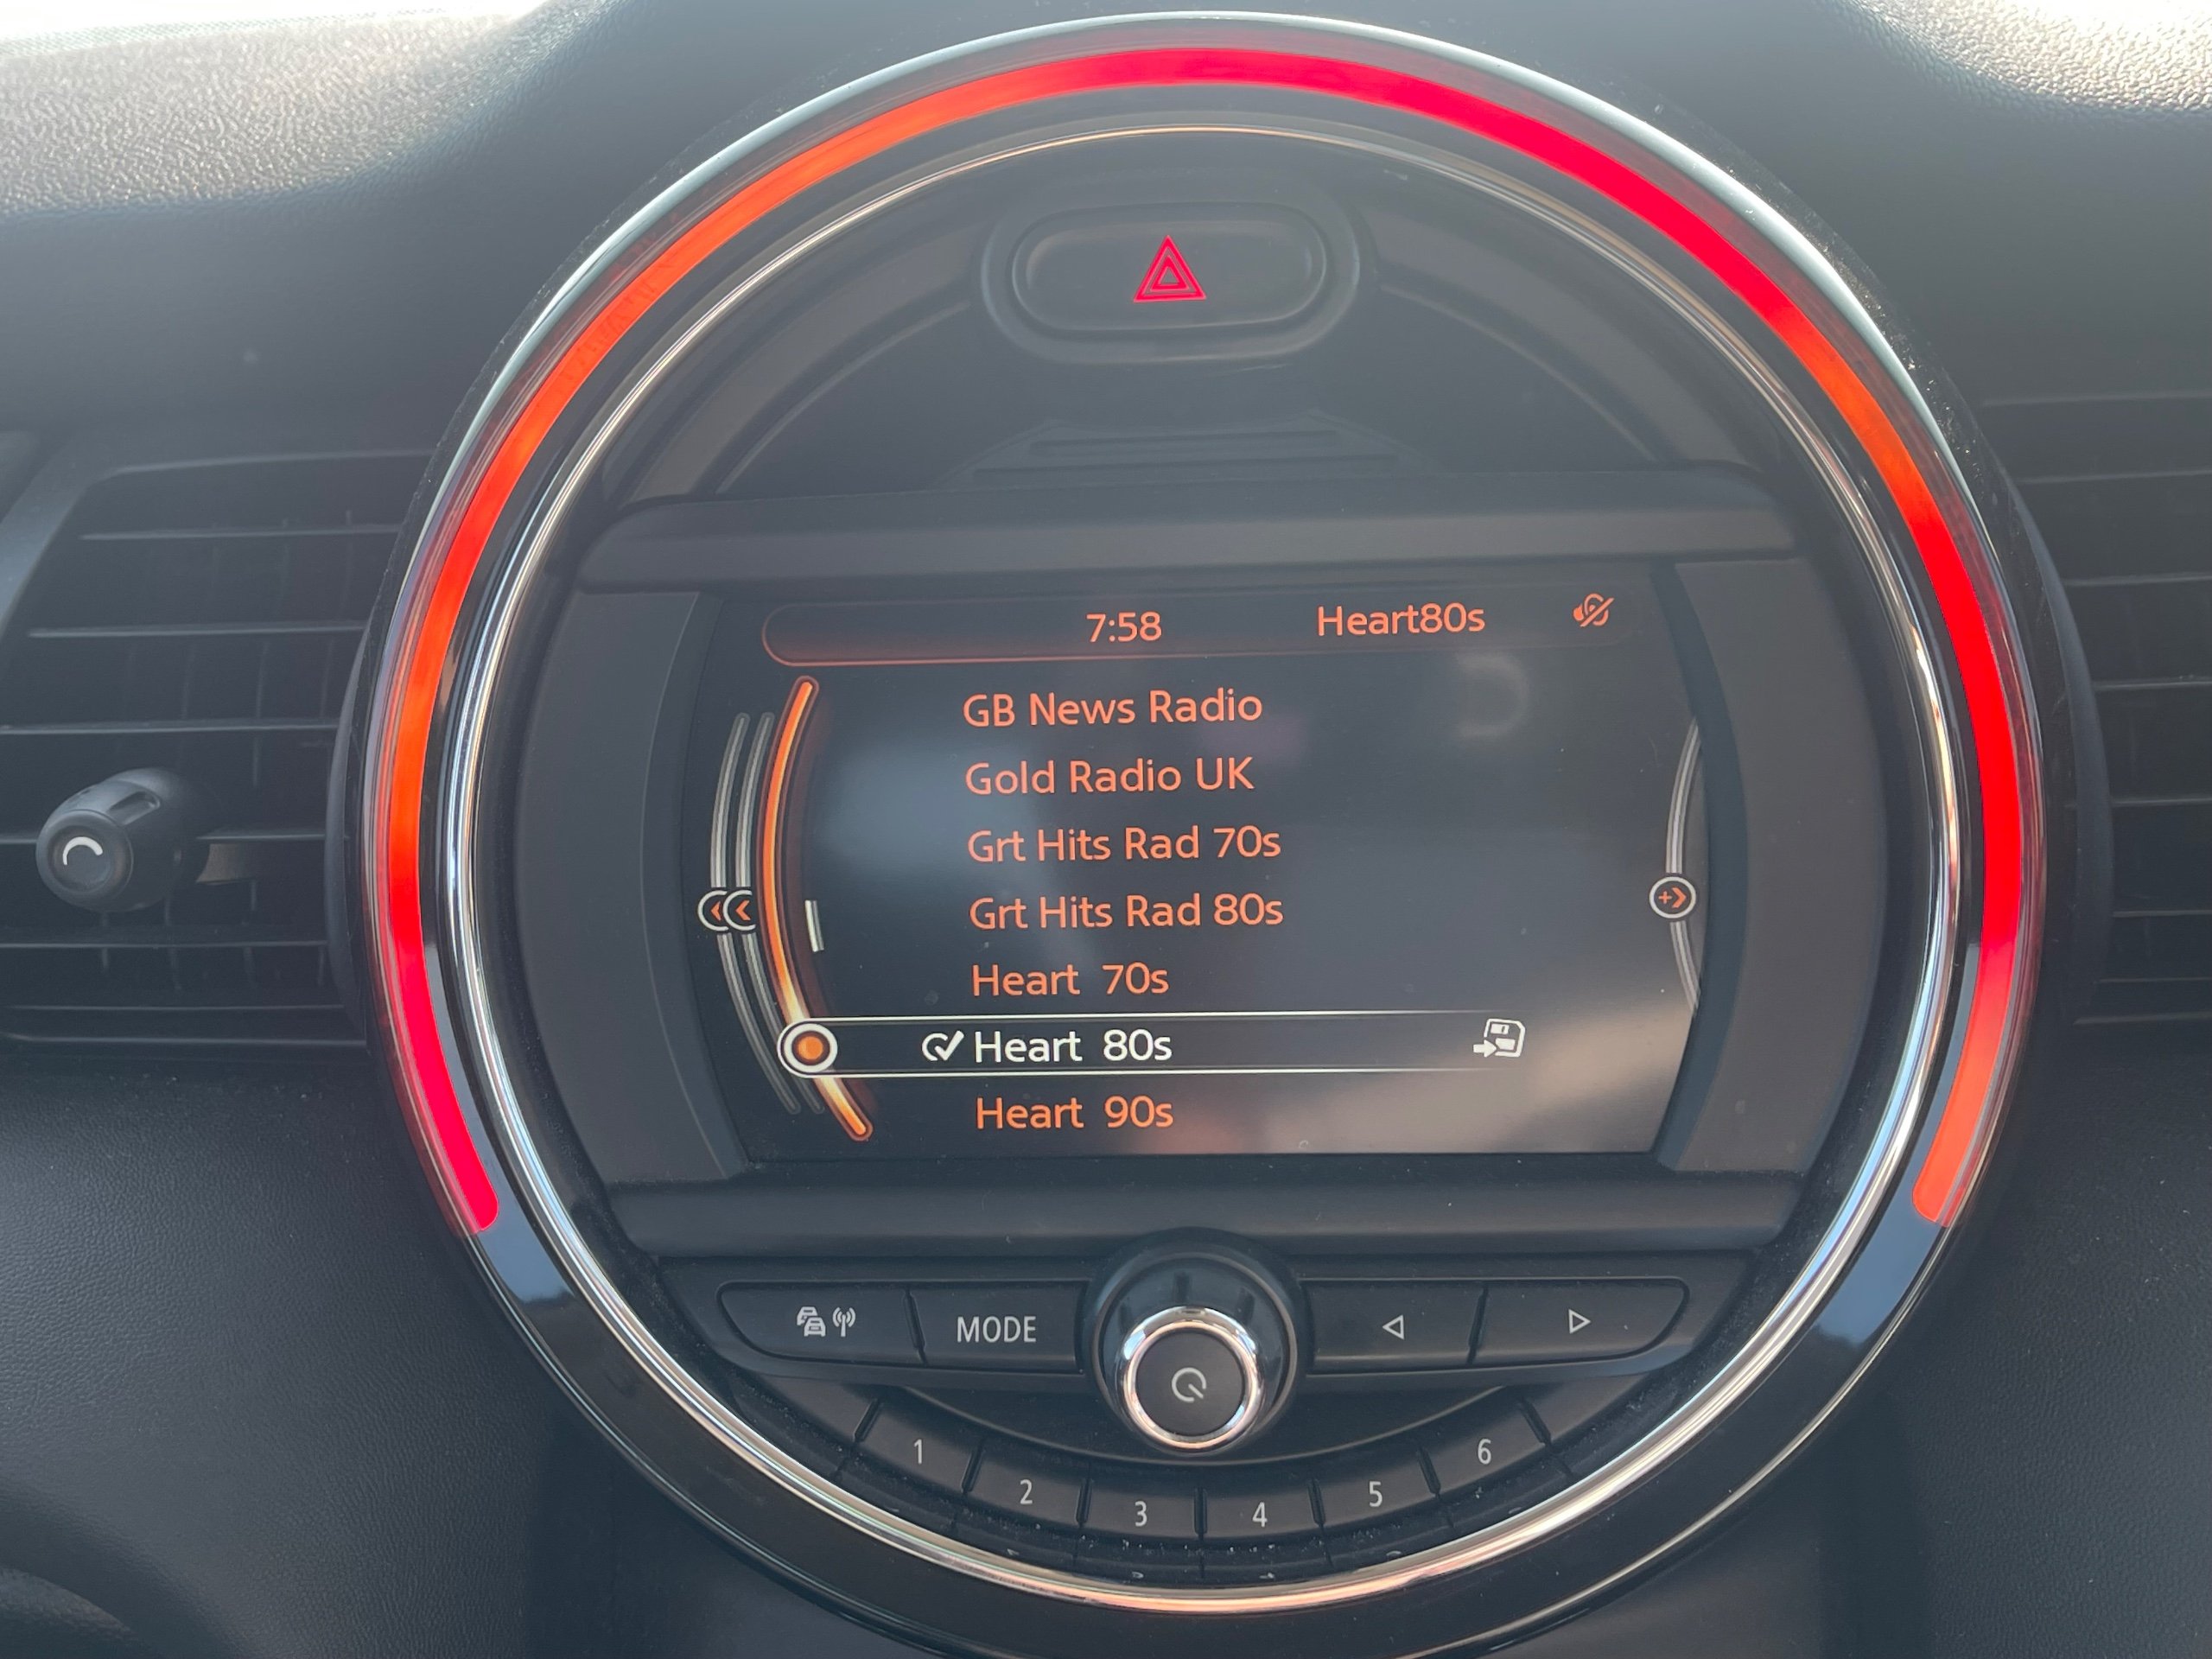 7:58 Heart80s
GB News Radio
Gold Radio UK
Grt Hits Rad 70s
Grt Hits Rad 80s
Heart 70s
Heart 80s
Heart 90s
MODE
1 2 3 4 5 6